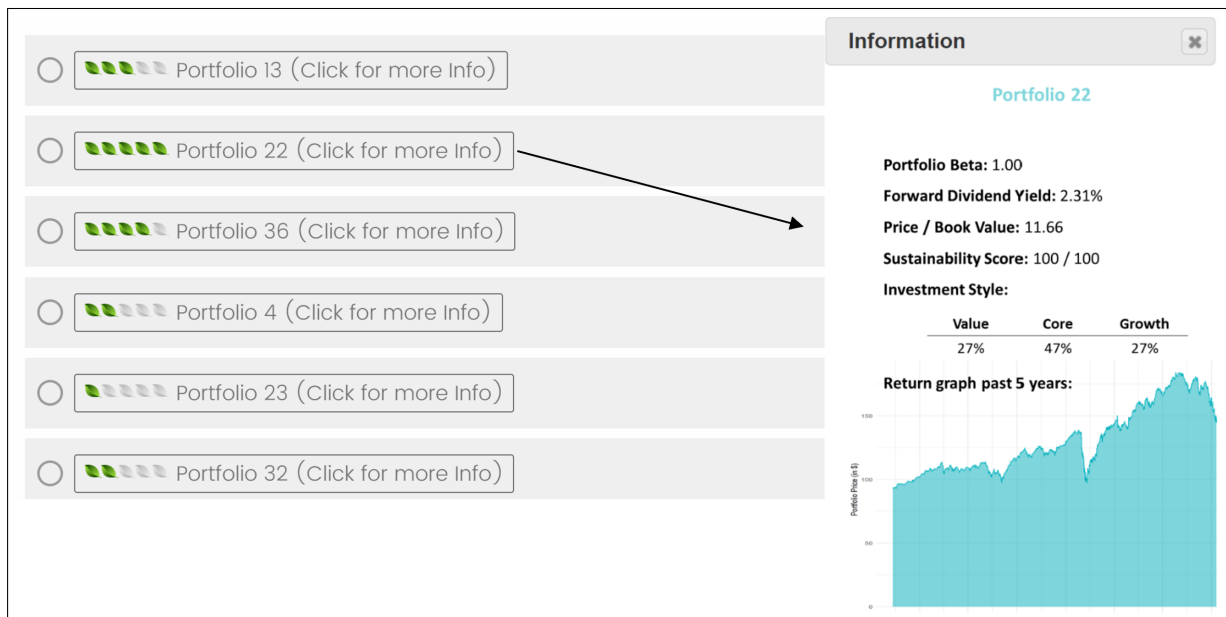 Portfolio 13 (Click for more Info)
Portfolio 22 (Click for more Info)
Portfolio 36 (Click for more Info)
Portfolio 4 (Click for more Info)
Portfolio 23 (Click for more Info)
Portfolio 32 (Click for more Info)
Information
Portfolio 22
Portfolio Beta: 1.00
Forward Dividend Yield: 2.31%
Price / Book Value: 11.66
Sustainability Score: 100 / 100
Investment Style:
Value Core Growth
27% 47% 27%
Return graph past 5 years:
150
100
50
0
Portfolio Price (in $)